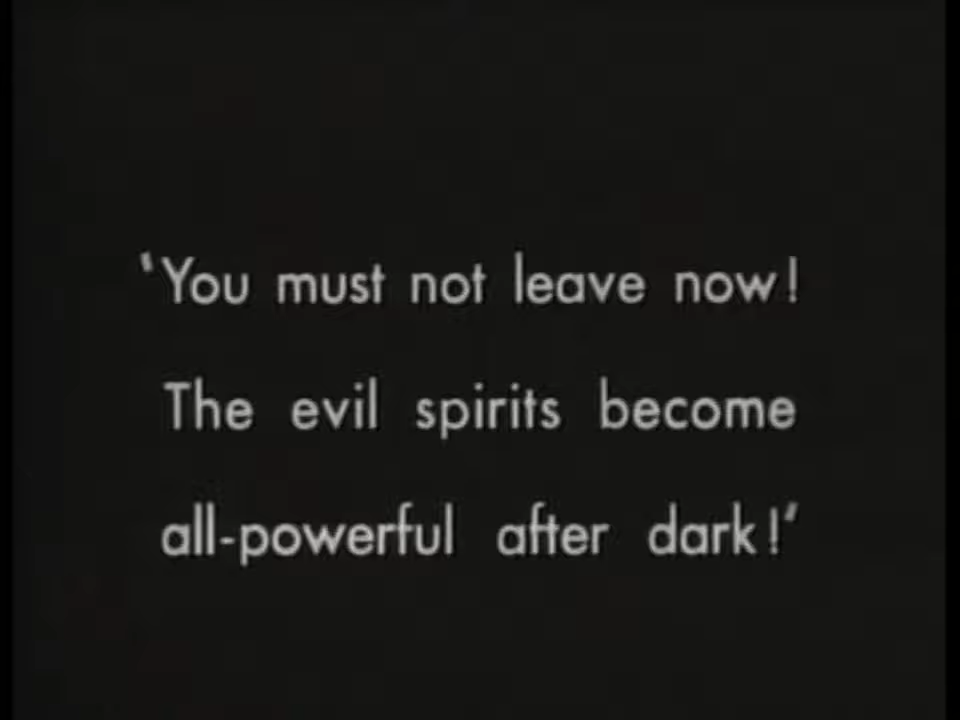 ‘You must not leave now!
The evil spirits become
all-powerful after dark!’